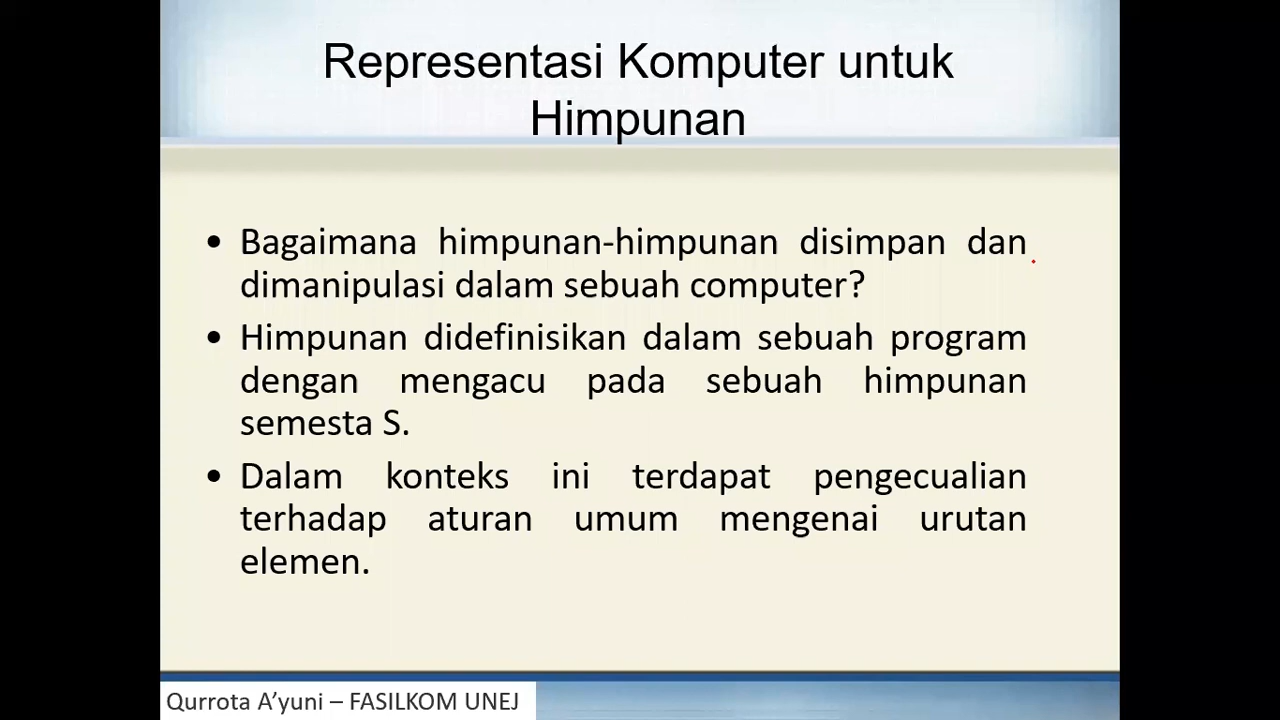 Representasi Komputer untuk
Himpunan
• Bagaimana himpunan-himpunan disimpan dan
dimanipulasi dalam sebuah computer?
• Himpunan didefinisikan dalam sebuah program
dengan mengacu pada sebuah himpunan
semesta S.
• Dalam konteks ini terdapat pengecualian
terhadap aturan umum mengenai urutan
elemen.
Qurrota A’yuni – FASILKOM UNEJ